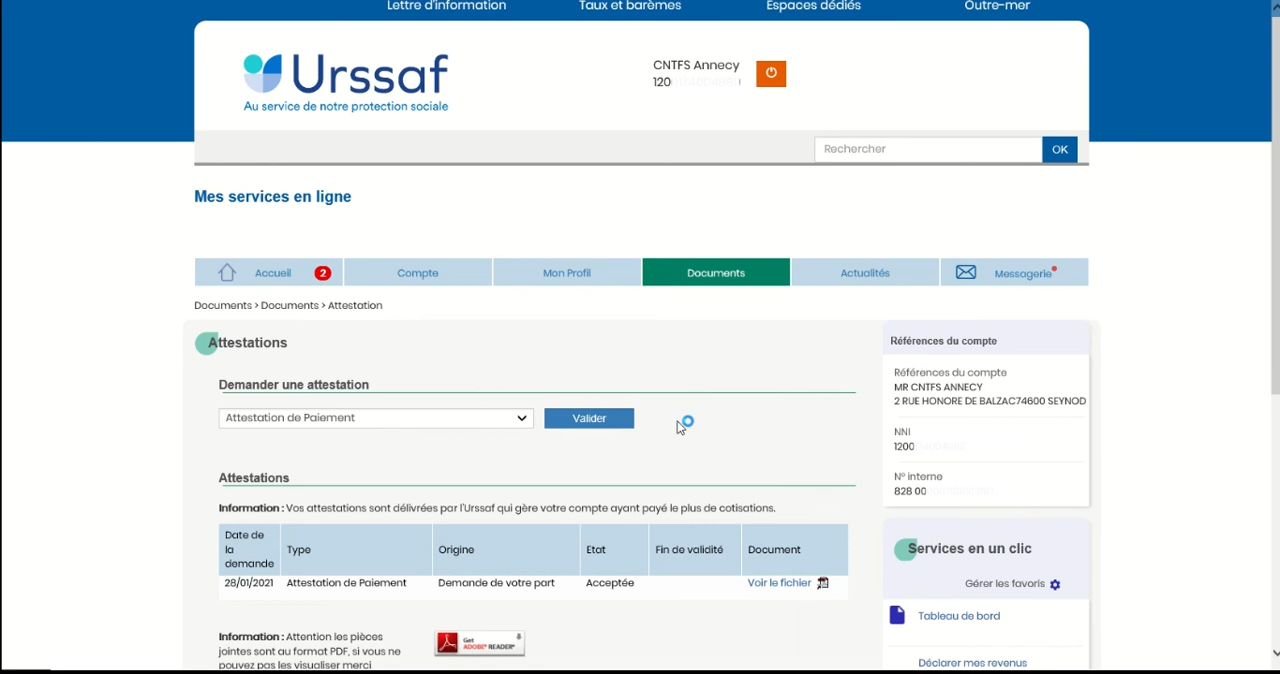 Lettre d'information Taux et barèmes Espaces dédiés Outre-mer
Urssaf
Au service de notre protection sociale
CNTFS Annecy
120
Rechercher OK
Mes services en ligne
Accueil 2 Compte Mon Profil Documents Actualités Messagerie
Documents > Documents > Attestation
Attestations
Demander une attestation
Attestation de Paiement Valider
Attestations
Information : Vos attestations sont délivrées par l'Urssaf qui gère votre compte ayant payé le plus de cotisations.
Date de la demande Type Origine Etat Fin de validité Document
28/01/2021 Attestation de Paiement Demande de votre part Acceptée Voir le fichier
Information : Attention les pièces
jointes sont au format PDF, si vous ne
pouvez pas les visualiser merci
Get
ADOBE® READER®
Références du compte
Références du compte
MR CNTFS ANNECY
2 RUE HONORE DE BALZAC74600 SEYNOD
NNI
1200
N° interne
828 00
Services en un clic
Gérer les favoris
Tableau de bord
Déclarer mes revenus